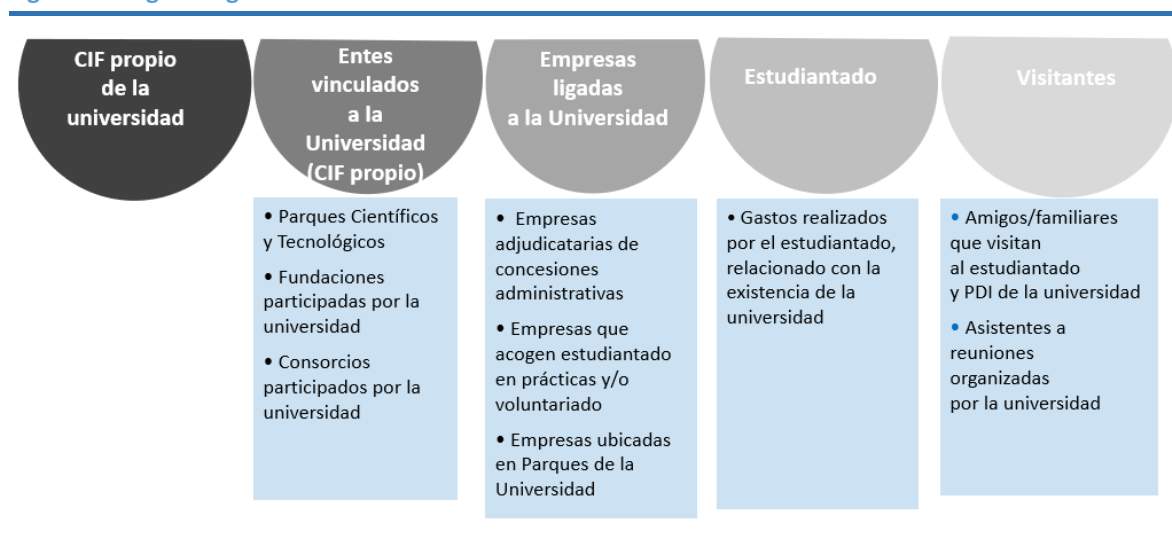 CIF propio
de la
universidad
Entes
vinculados
a la
Universidad
(CIF propio)
Empresas
ligadas
a la Universidad
Estudiantado
Visitantes
• Parques Científicos
y Tecnológicos
• Fundaciones
participadas por la
universidad
• Consorcios
participados por la
universidad
• Empresas
adjudicatarias de
concesiones
administrativas
• Empresas que
acogen estudiantado
en prácticas y/o
voluntariado
• Empresas ubicadas
en Parques de la
Universidad
• Gastos realizados
por el estudiantado,
relacionado con la
existencia de la
universidad
• Amigos/familiares
que visitan
al estudiantado
y PDI de la universidad
• Asistentes a
reuniones
organizadas
por la universidad